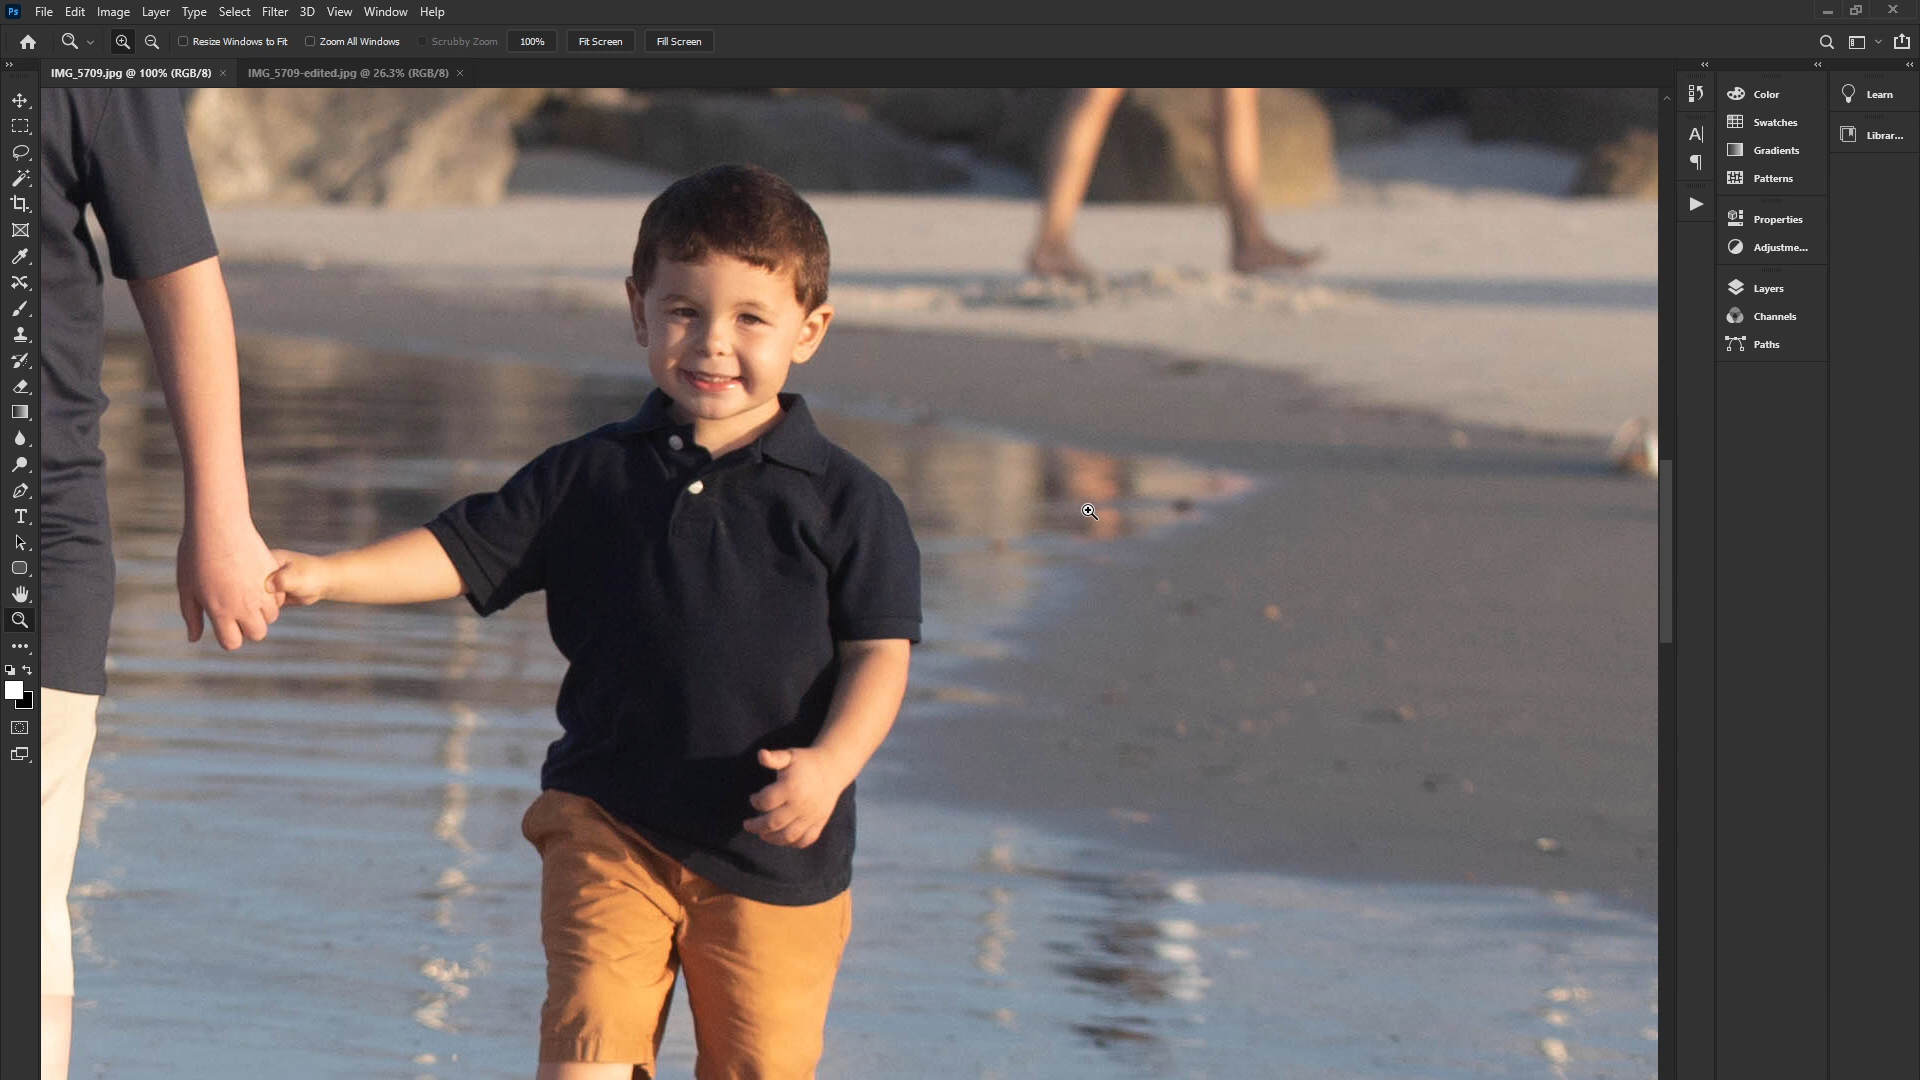 Ps File Edit Image Layer Type Select Filter 3D View Window Help
Resize Windows to Fit Zoom All Windows Scrubby Zoom 100% Fit Screen Fill Screen
IMG_5709.jpg @ 100% (RGB/8) × IMG_5709-edited.jpg @ 26.3% (RGB/8) ×
Color
Swatches
Gradients
Patterns
Properties
Adjustme...
Layers
Channels
Paths
Learn
Librar...